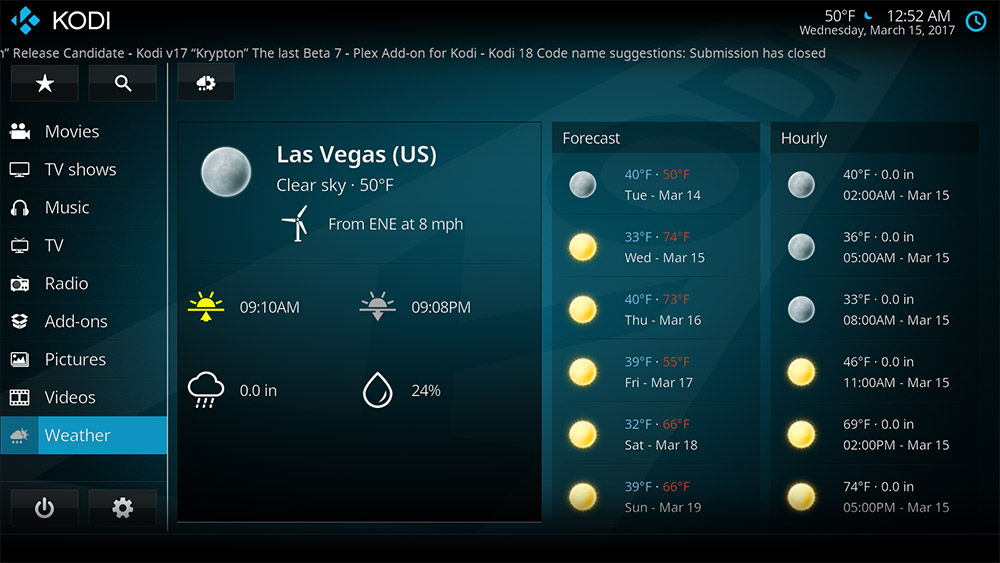 KODI
50°F 12:52 AM
Wednesday, March 15, 2017
n” Release Candidate - Kodi v17 “Krypton” The last Beta 7 - Plex Add-on for Kodi - Kodi 18 Code name suggestions: Submission has closed
Movies
TV shows
Music
TV
Radio
Add-ons
Pictures
Videos
Weather
Las Vegas (US)
Clear sky · 50°F
From ENE at 8 mph
09:10AM
09:08PM
0.0 in
24%
Forecast
40°F · 50°F
Tue - Mar 14
33°F · 74°F
Wed - Mar 15
40°F · 73°F
Thu - Mar 16
39°F · 55°F
Fri - Mar 17
32°F · 66°F
Sat - Mar 18
39°F · 66°F
Sun - Mar 19
Hourly
40°F · 0.0 in
02:00AM - Mar 15
36°F · 0.0 in
05:00AM - Mar 15
33°F · 0.0 in
08:00AM - Mar 15
46°F · 0.0 in
11:00AM - Mar 15
69°F · 0.0 in
02:00PM - Mar 15
74°F · 0.0 in
05:00PM - Mar 15